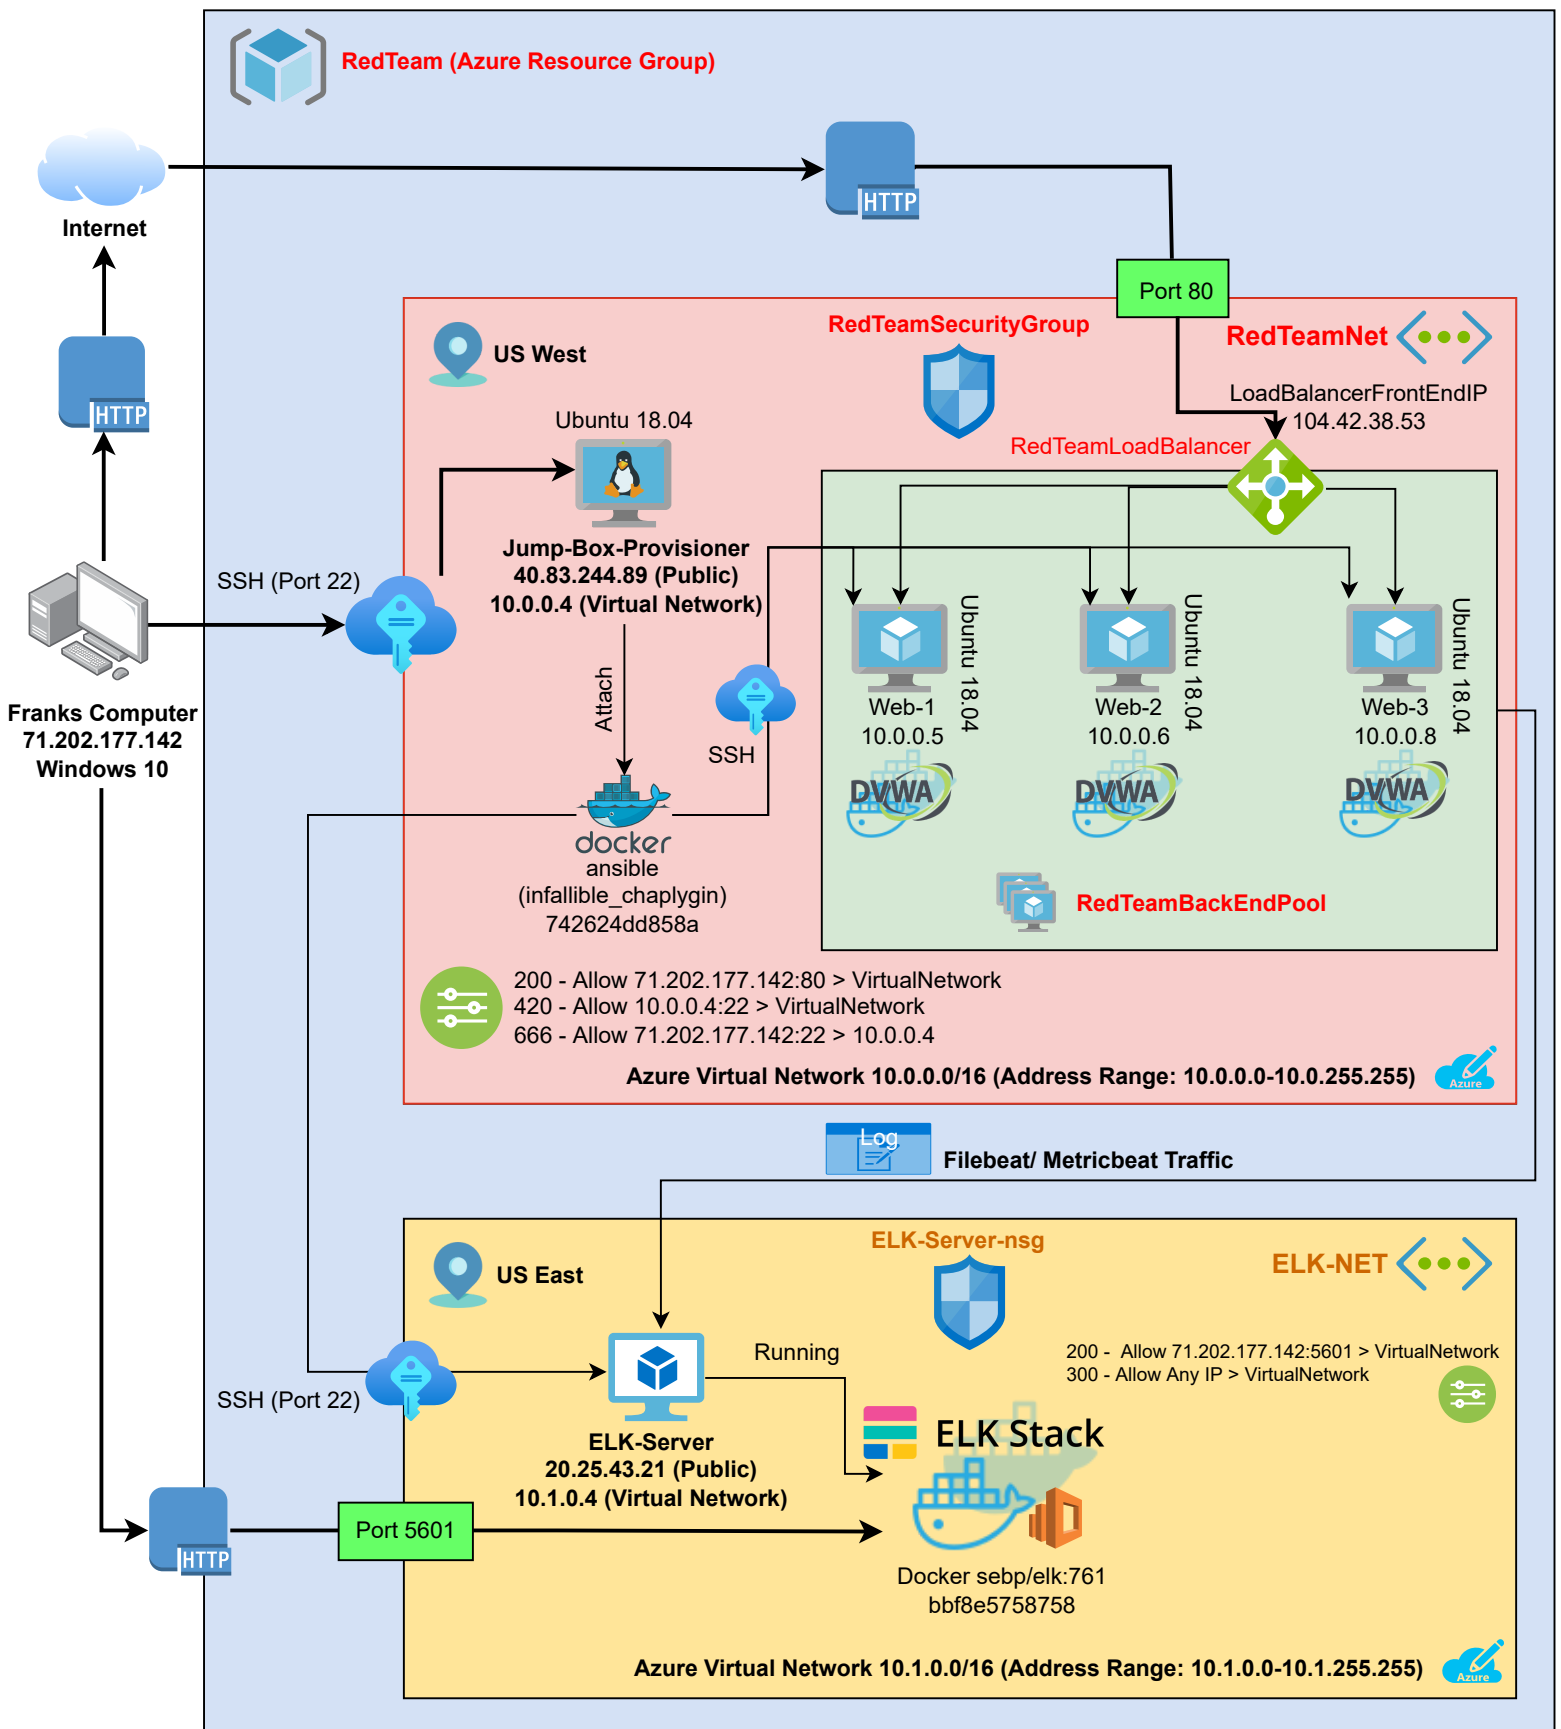 RedTeam (Azure Resource Group)
HTTP
Internet
Port 80
RedTeamSecurityGroup
RedTeamNet
US West
HTTP
LoadBalancerFrontEndIP
104.42.38.53
Ubuntu 18.04
RedTeamLoadBalancer
Jump-Box-Provisioner
40.83.244.89 (Public)
10.0.0.4 (Virtual Network)
SSH (Port 22)
Ubuntu 18.04
Ubuntu 18.04
Ubuntu 18.04
Attach
SSH
Web-1
10.0.0.5
Web-2
10.0.0.6
Web-3
10.0.0.8
Franks Computer
71.202.177.142
Windows 10
DVWA
DVWA
DVWA
docker
ansible
(infallible_chaplygin)
742624dd858a
RedTeamBackEndPool
200 - Allow 71.202.177.142:80 > VirtualNetwork
420 - Allow 10.0.0.4:22 > VirtualNetwork
666 - Allow 71.202.177.142:22 > 10.0.0.4
Azure Virtual Network 10.0.0.0/16 (Address Range: 10.0.0.0-10.0.255.255)
Azure
Log
Filebeat/ Metricbeat Traffic
ELK-Server-nsg
ELK-NET
US East
Running
200 -  Allow 71.202.177.142:5601 > VirtualNetwork
300 - Allow Any IP > VirtualNetwork
SSH (Port 22)
ELK Stack
ELK-Server
20.25.43.21 (Public)
10.1.0.4 (Virtual Network)
Port 5601
HTTP
Docker sebp/elk:761
bbf8e5758758
Azure Virtual Network 10.1.0.0/16 (Address Range: 10.1.0.0-10.1.255.255)
Azure